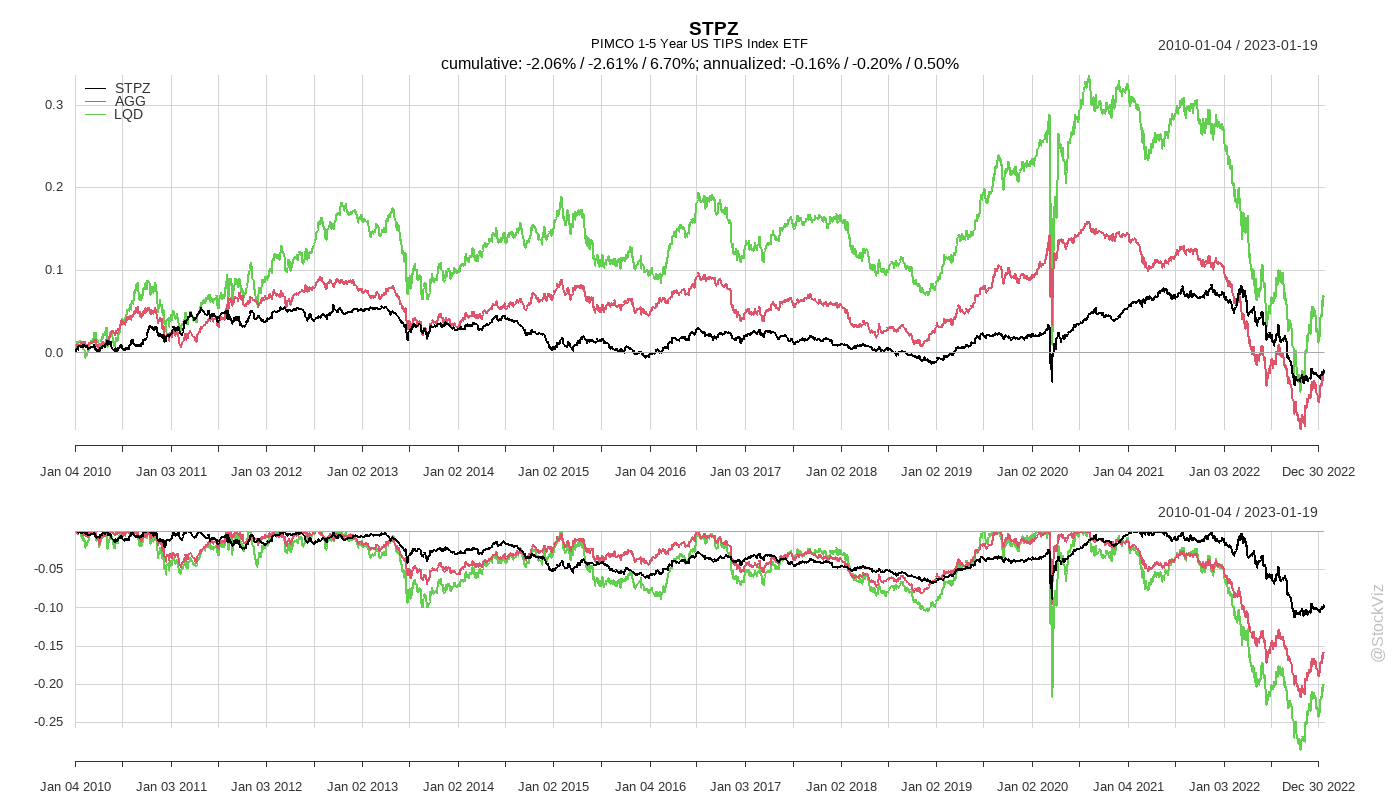 STPZ
PIMCO 1-5 Year US TIPS Index ETF
2010-01-04 / 2023-01-19
cumulative: -2.06% / -2.61% / 6.70%; annualized: -0.16% / -0.20% / 0.50%
STPZ
AGG
LQD
0.3
0.2
0.1
0.0
Jan 04 2010 Jan 03 2011 Jan 03 2012 Jan 02 2013 Jan 02 2014 Jan 02 2015 Jan 04 2016 Jan 03 2017 Jan 02 2018 Jan 02 2019 Jan 02 2020 Jan 04 2021 Jan 03 2022 Dec 30 2022
2010-01-04 / 2023-01-19
-0.05
-0.10
-0.15
-0.20
-0.25
Jan 04 2010 Jan 03 2011 Jan 03 2012 Jan 02 2013 Jan 02 2014 Jan 02 2015 Jan 04 2016 Jan 03 2017 Jan 02 2018 Jan 02 2019 Jan 02 2020 Jan 04 2021 Jan 03 2022 Dec 30 2022
@StockViz